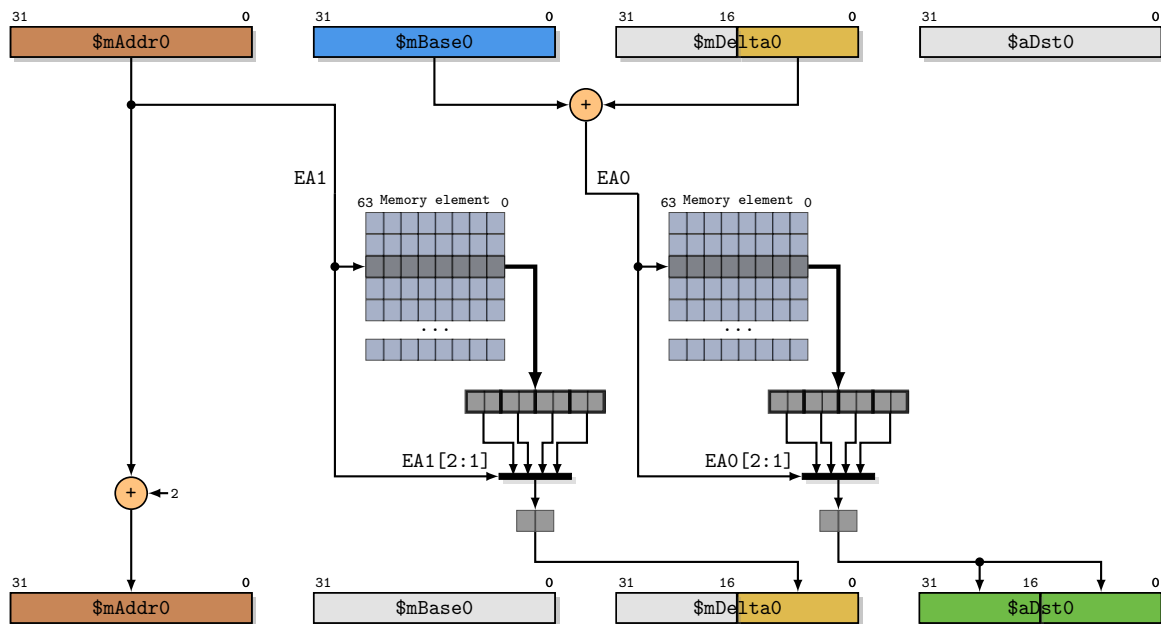 31 0 31 0 31 16 0 31 0
$mAddr0 $mBase0 $mDelta0 $aDst0
+
EA1 EA0
63 Memory element 0 63 Memory element 0
... ...
EA1[2:1] EA0[2:1]
+ 2
31 0 31 0 31 16 0 31 16 0
$mAddr0 $mBase0 $mDelta0 $aDst0